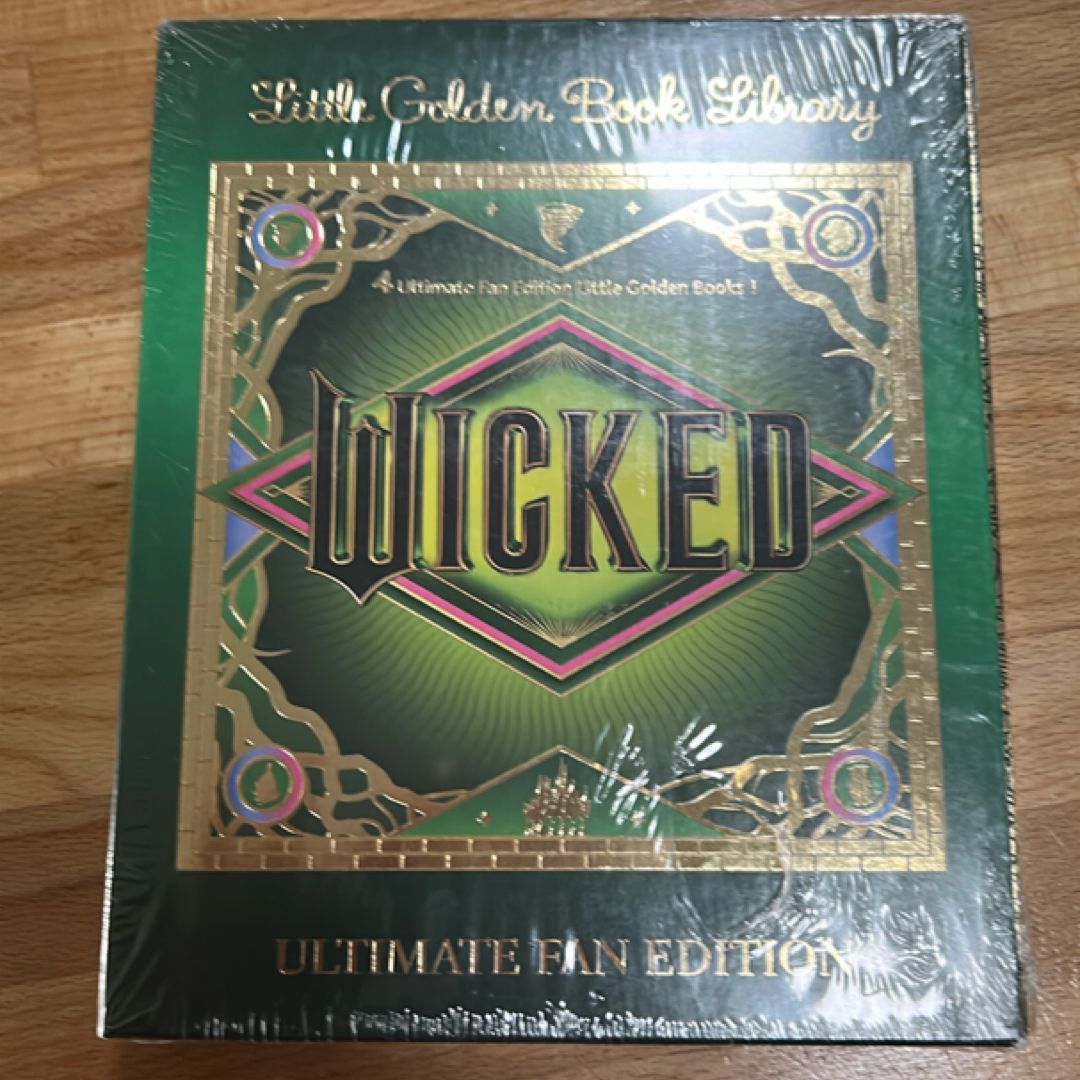 Little Golden Book Library
4 Ultimate Fan Edition Little Golden Books!
WICKED
ULTIMATE FAN EDITION